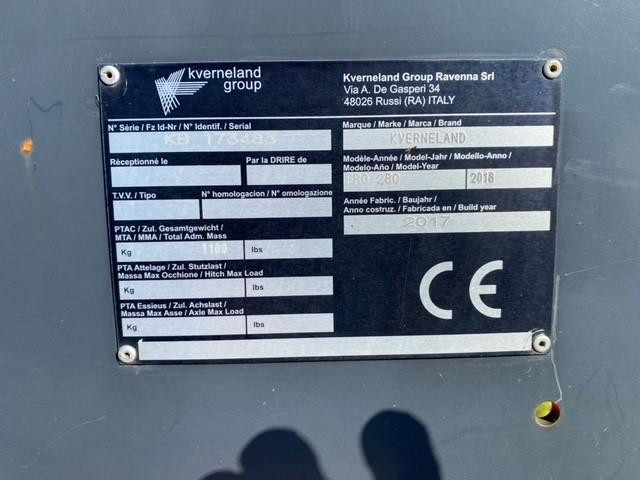 kverneland
group
Kverneland Group Ravenna Srl
Via A. De Gasperi 34
48026 Russi (RA) ITALY
N° Série / Fz Id-Nr / N° Identif. / Serial
KB 173483
Réceptionné le
Par la DRIRE de
T.V.V. / Tipo
N° homologacion / N° omologazione
PTAC / Zul. Gesamtgewicht /
MTA / MMA / Total Adm. Mass
Kg 1100 lbs
PTA Attelage / Zul. Stutzlast /
Massa Max Occhione / Hitch Max Load
Kg lbs
PTA Essieus / Zul. Achslast /
Massa Max Asse / Axle Max Load
Kg lbs
Marque / Marke / Marca / Brand
KVERNELAND
Modèle-Année / Model-Jahr / Modello-Anno /
Modelo-Año / Model-Year
280 2018
Année Fabric. / Baujahr /
Anno costruz. / Fabricada en / Build year
2017
CE